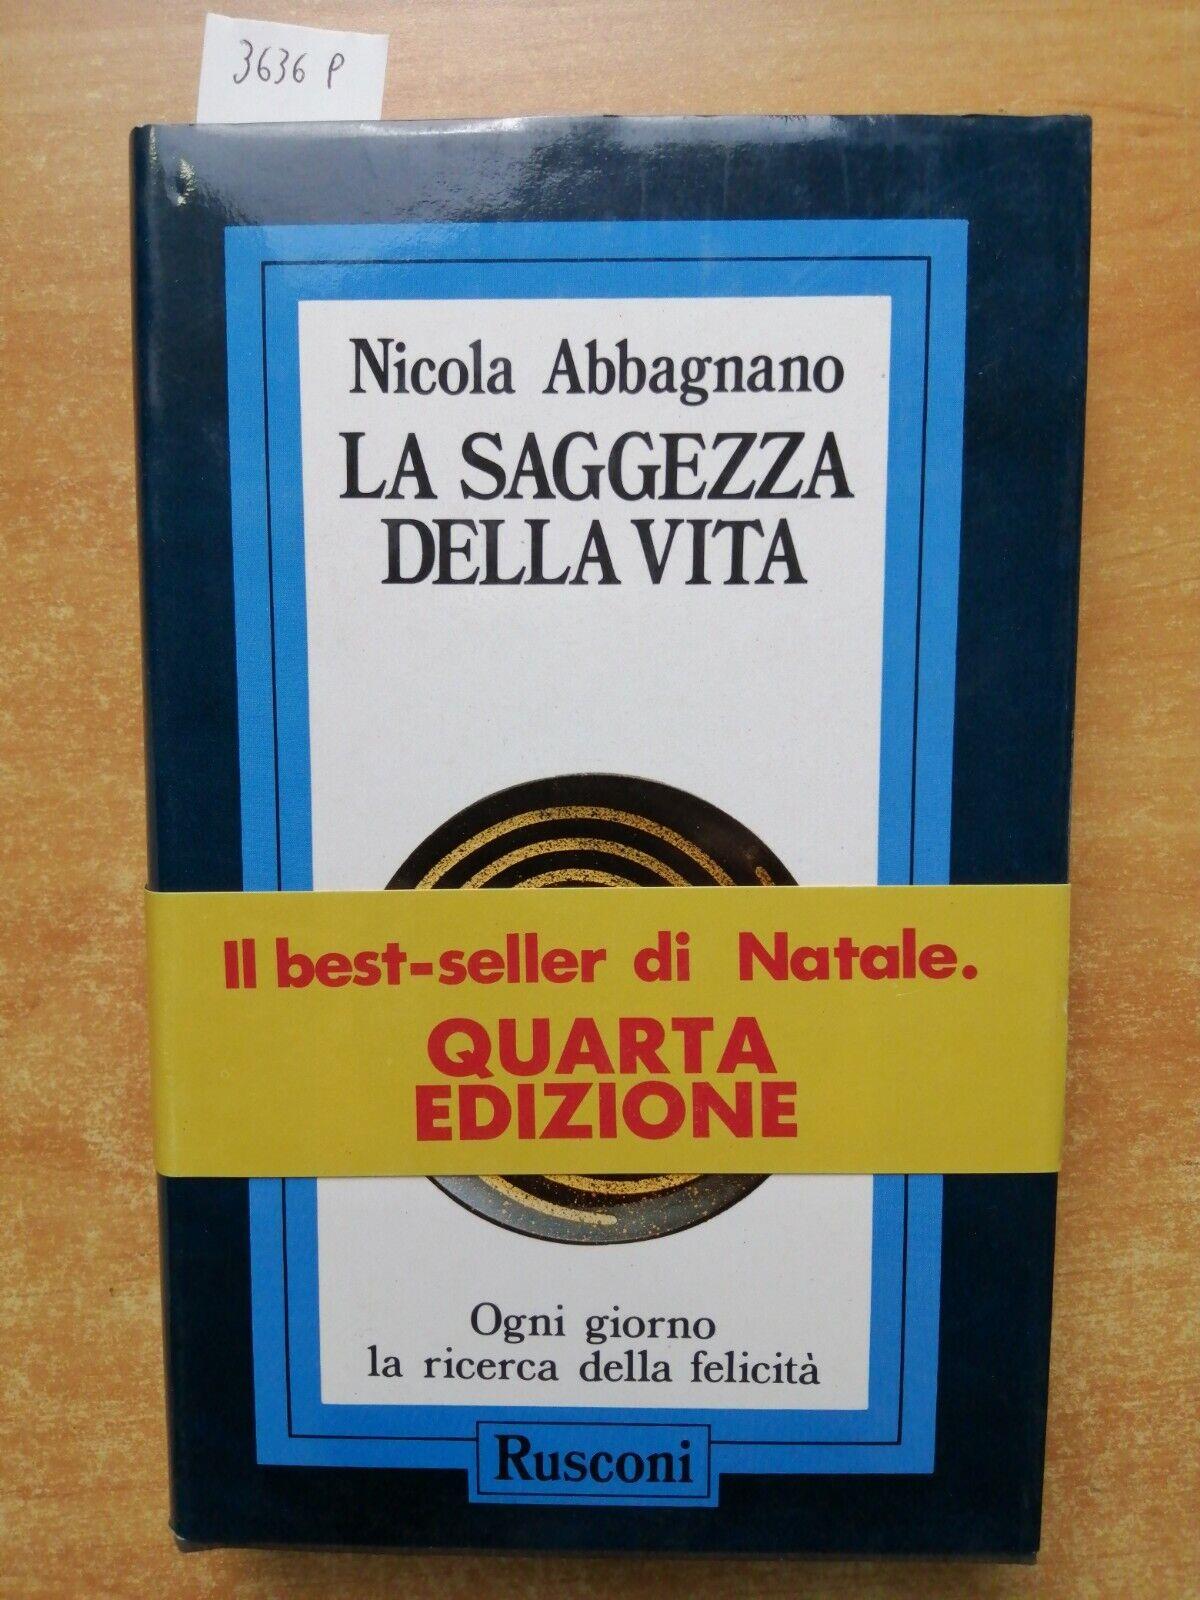 3636 P
Nicola Abbagnano
LA SAGGEZZA
DELLA VITA
Il best-seller di Natale.
QUARTA
EDIZIONE
Ogni giorno
la ricerca della felicità
Rusconi